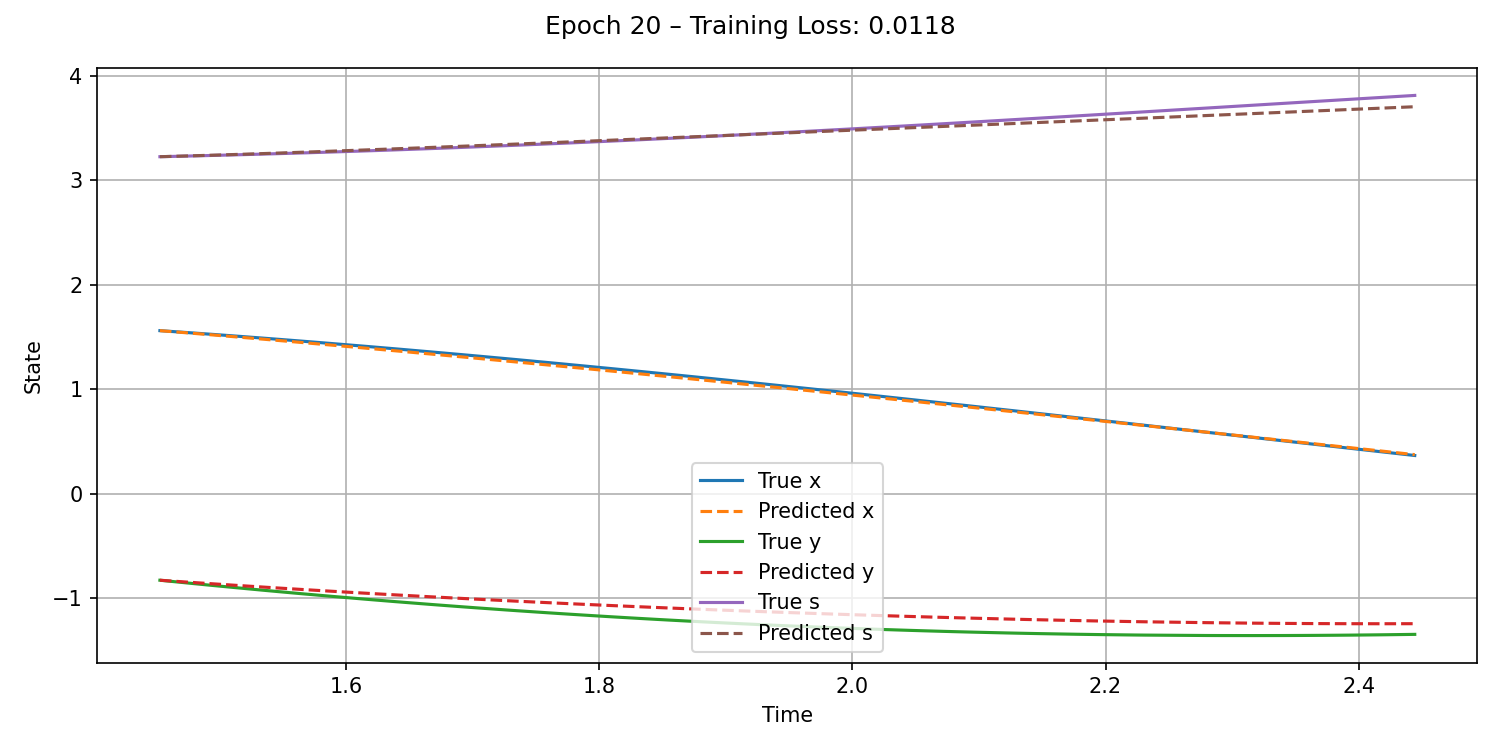 Epoch 20 – Training Loss: 0.0118
4
3
2
1
0
−1
State
True x
Predicted x
True y
Predicted y
True s
Predicted s
1.6 1.8 2.0 2.2 2.4
Time